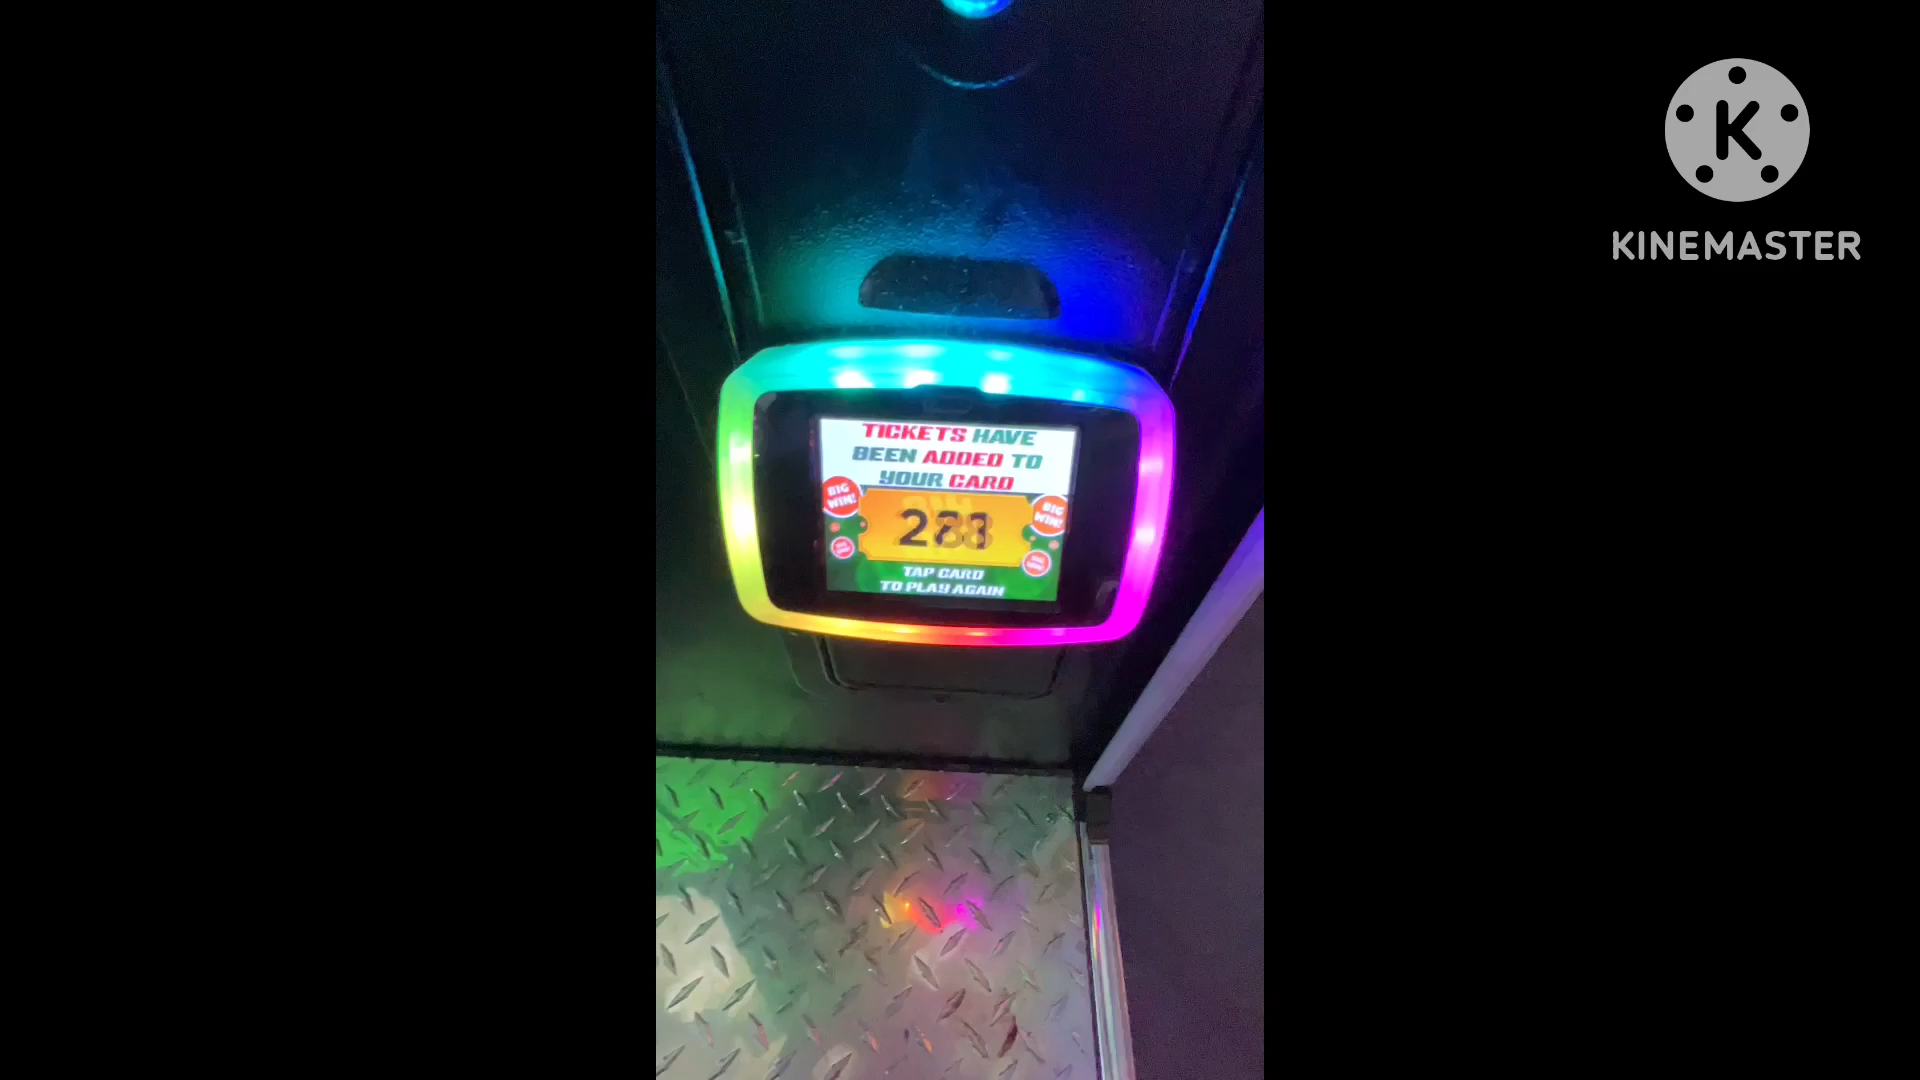 KINEMASTER
TICKETS HAVE
BEEN ADDED TO
YOUR CARD
BIG
WIN!
BIG
WIN!
TAP CARD
TO PLAY AGAIN